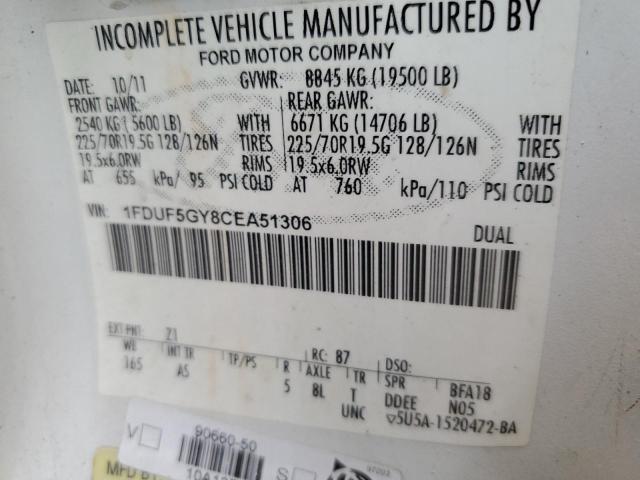 INCOMPLETE VEHICLE MANUFACTURED BY
FORD MOTOR COMPANY
DATE: 10/11 GVWR: 8845 KG (19500 LB)
FRONT GAWR: REAR GAWR:
2540 KG ( 5600 LB) WITH 6671 KG (14706 LB) WITH
225/70R19.5G 128/126N TIRES 225/70R19.5G 128/126N TIRES
19.5x6.0RW RIMS 19.5x6.0RW RIMS
AT 655 kPa/ 95 PSI COLD AT 760 kPa/110 PSI COLD
VIN: 1FDUF5GY8CEA51306 DUAL
EXT PNT: Z1 RC: 87 DSO:
WB INT TR TP/PS R AXLE TR SPR BFA18
165 AS 5 8L T DDEE N05
UNC ▽5U5A-1520472-BA
V 90660-50 S
MFD BY